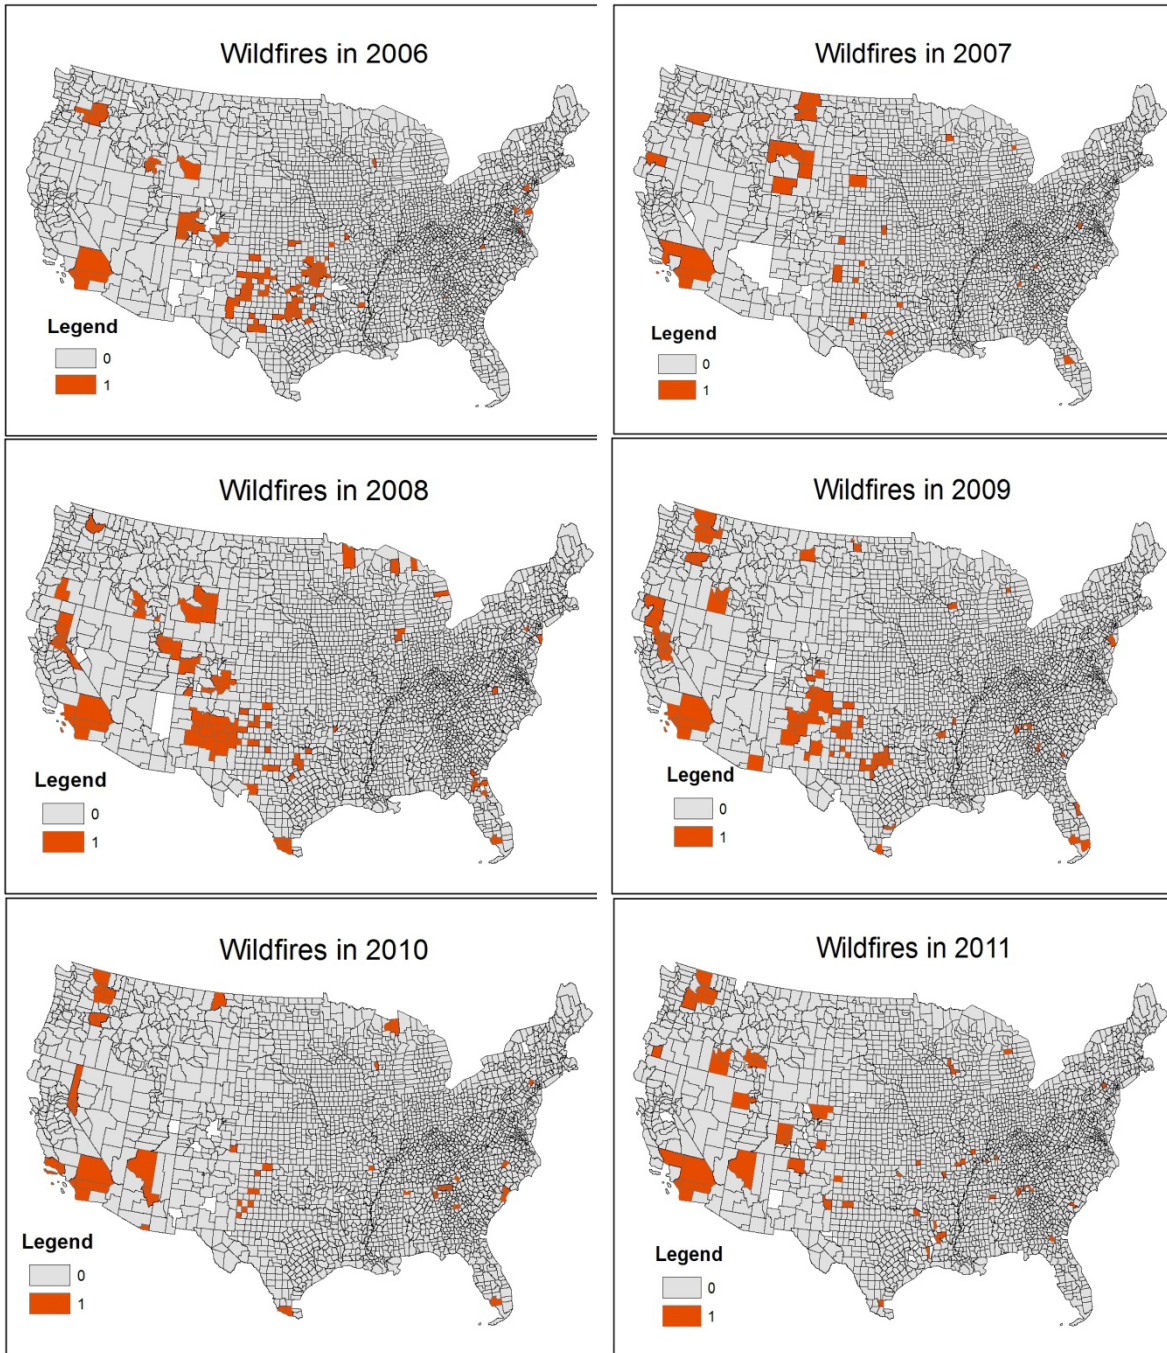 Wildfires in 2006
Legend
0
1
Wildfires in 2007
Legend
0
1
Wildfires in 2008
Legend
0
1
Wildfires in 2009
Legend
0
1
Wildfires in 2010
Legend
0
1
Wildfires in 2011
Legend
0
1